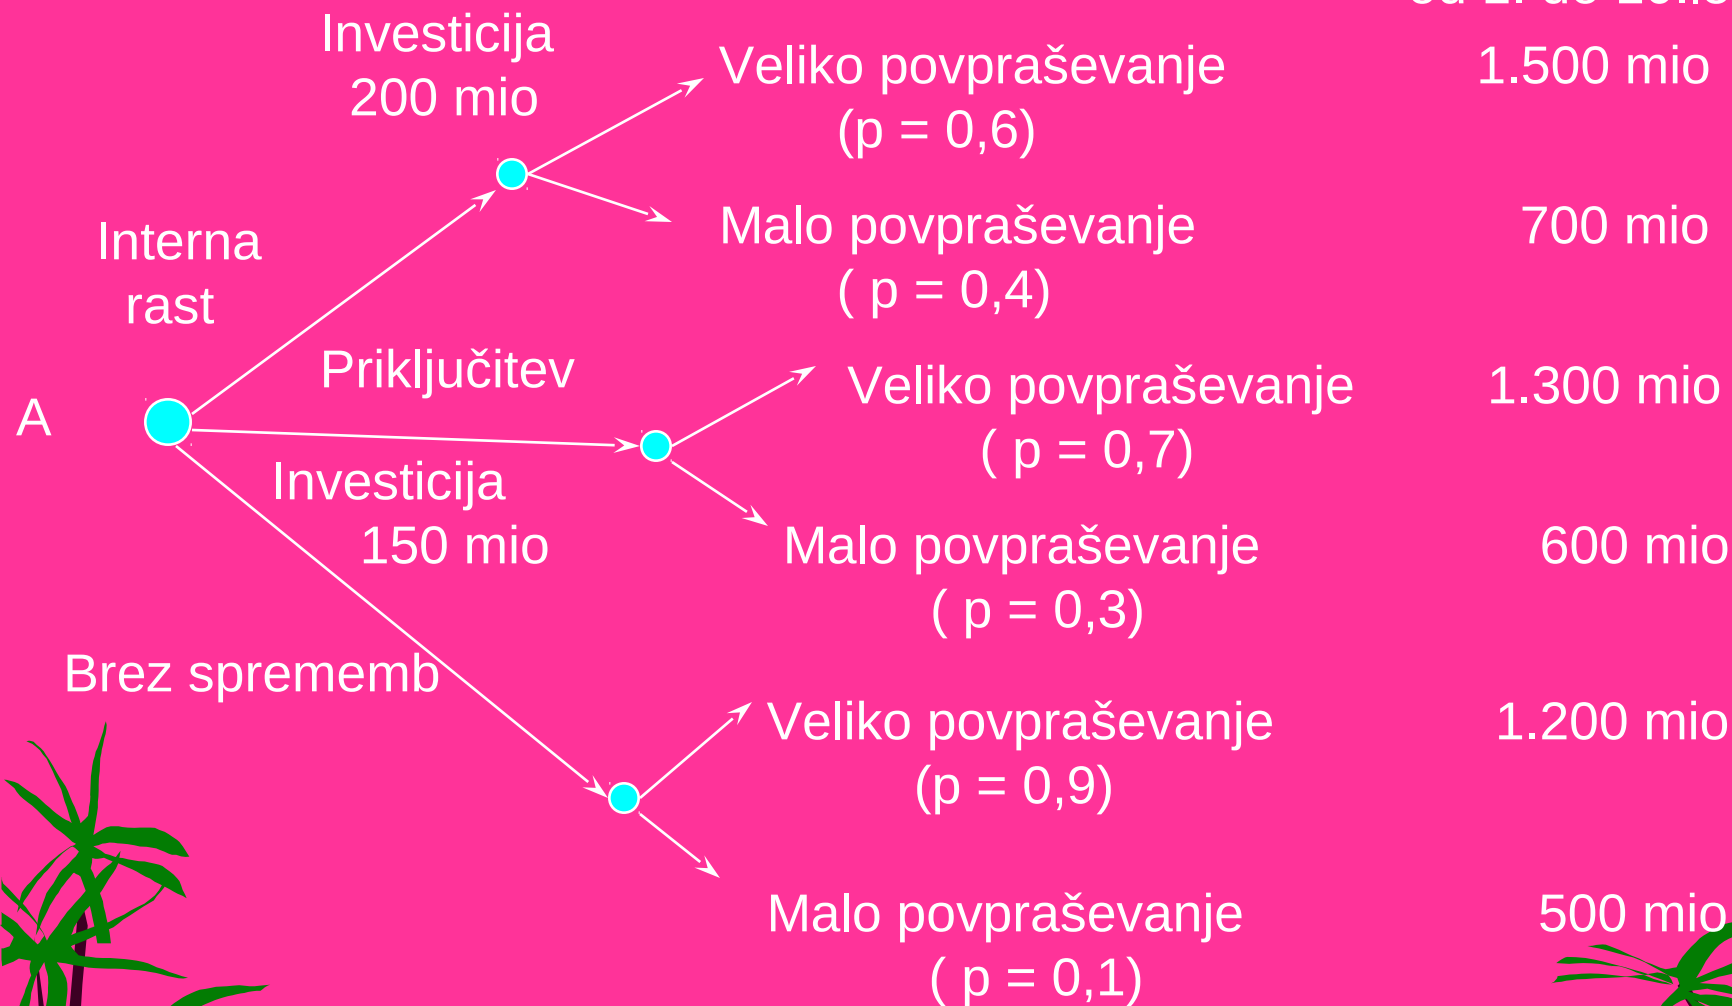 Investicija
200 mio
Veliko povpraševanje 1.500 mio
(p = 0,6)
Malo povpraševanje 700 mio
( p = 0,4)
Interna
rast
Priključitev
Veliko povpraševanje 1.300 mio
( p = 0,7)
A
Investicija
150 mio
Malo povpraševanje 600 mio
( p = 0,3)
Brez sprememb
Veliko povpraševanje 1.200 mio
(p = 0,9)
Malo povpraševanje 500 mio
( p = 0,1)